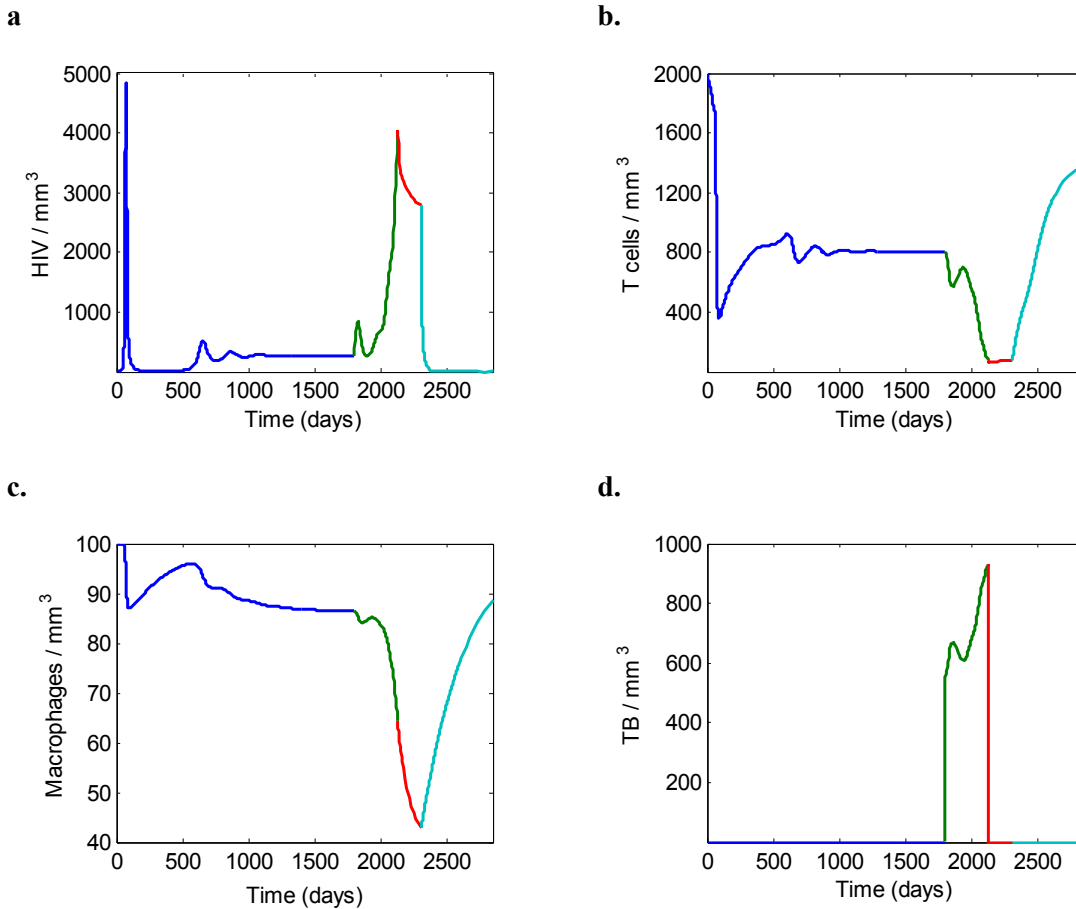 a
5000
4000
3000
2000
1000
HIV / mm3
0 500 1000 1500 2000 2500
Time (days)
b.
2000
1600
1200
800
400
T cells / mm3
0 500 1000 1500 2000 2500
Time (days)
c.
100
90
80
70
60
50
40
Macrophages / mm3
0 500 1000 1500 2000 2500
Time (days)
d.
1000
800
600
400
200
TB / mm3
0 500 1000 1500 2000 2500
Time (days)